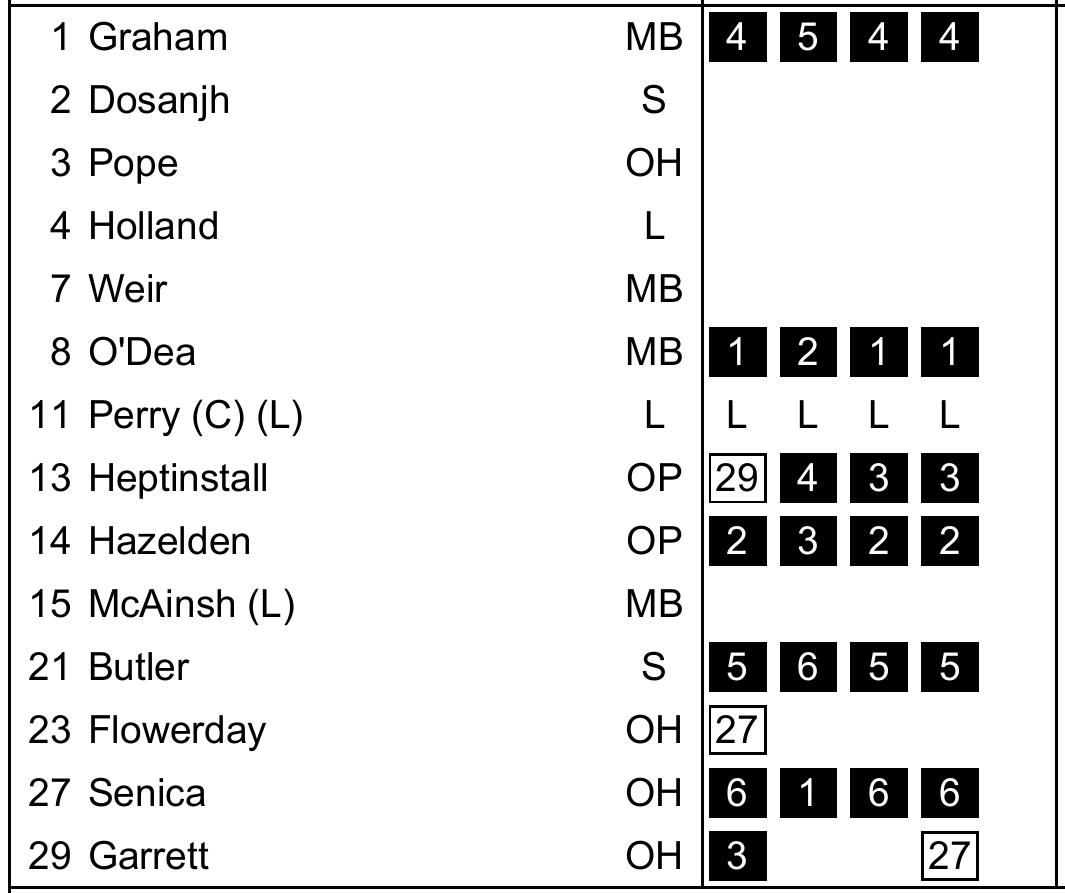 1 Graham MB 4 5 4 4
2 Dosanjh S
3 Pope OH
4 Holland L
7 Weir MB
8 O'Dea MB 1 2 1 1
11 Perry (C) (L) L L L L L
13 Heptinstall OP 29 4 3 3
14 Hazelden OP 2 3 2 2
15 McAinsh (L) MB
21 Butler S 5 6 5 5
23 Flowerday OH 27
27 Senica OH 6 1 6 6
29 Garrett OH 3 27